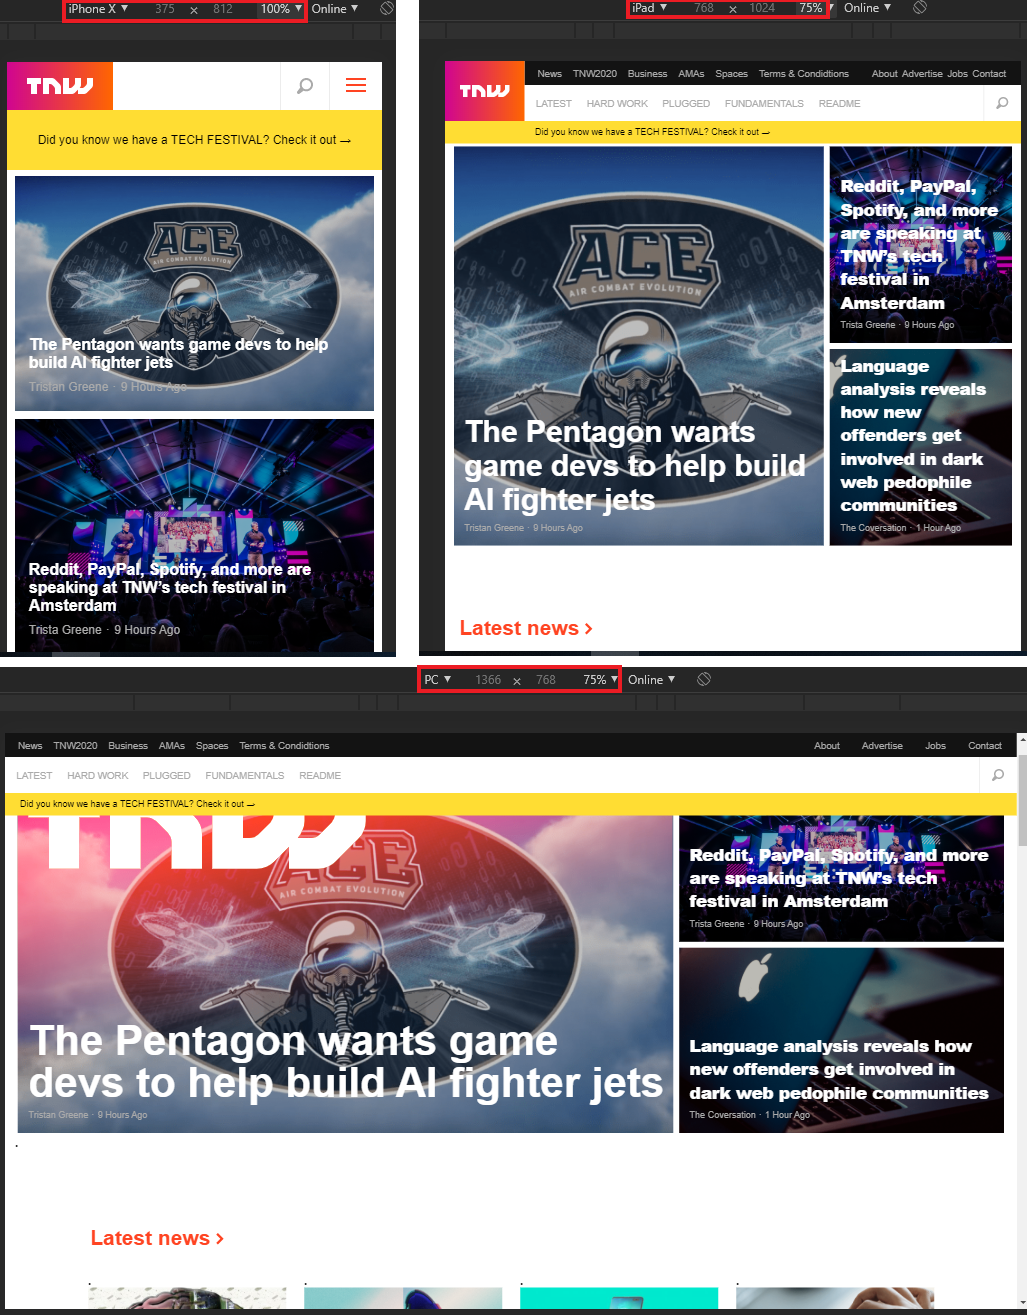 iPhone X ▼ 375 × 812 100% ▼ Online ▼
TNW
Did you know we have a TECH FESTIVAL? Check it out →
ACE
AIR COMBAT EVOLUTION
The Pentagon wants game devs to help
build AI fighter jets
Tristan Greene · 9 Hours Ago
Reddit, PayPal, Spotify, and more are
speaking at TNW's tech festival in
Amsterdam
Trista Greene · 9 Hours Ago
iPad ▼ 768 × 1024 75% ▼ Online ▼
News TNW2020 Business AMAs Spaces Terms & Condidtions About Advertise Jobs Contact
TNW
LATEST HARD WORK PLUGGED FUNDAMENTALS README
Did you know we have a TECH FESTIVAL? Check it out →
ACE
AIR COMBAT EVOLUTION
The Pentagon wants
game devs to help build
AI fighter jets
Tristan Greene · 9 Hours Ago
Reddit, PayPal,
Spotify, and more
are speaking at
TNW's tech
festival in
Amsterdam
Trista Greene · 9 Hours Ago
Language
analysis reveals
how new
offenders get
involved in dark
web pedophile
communities
The Coversation · 1 Hour Ago
Latest news >
PC ▼ 1366 × 768 75% ▼ Online ▼
News TNW2020 Business AMAs Spaces Terms & Condidtions About Advertise Jobs Contact
LATEST HARD WORK PLUGGED FUNDAMENTALS README
Did you know we have a TECH FESTIVAL? Check it out →
TNW
ACE
AIR COMBAT EVOLUTION
The Pentagon wants game
devs to help build AI fighter jets
Tristan Greene · 9 Hours Ago
Reddit, PayPal, Spotify, and more
are speaking at TNW's tech
festival in Amsterdam
Trista Greene · 9 Hours Ago
Language analysis reveals how
new offenders get involved in
dark web pedophile communities
The Coversation · 1 Hour Ago
Latest news >